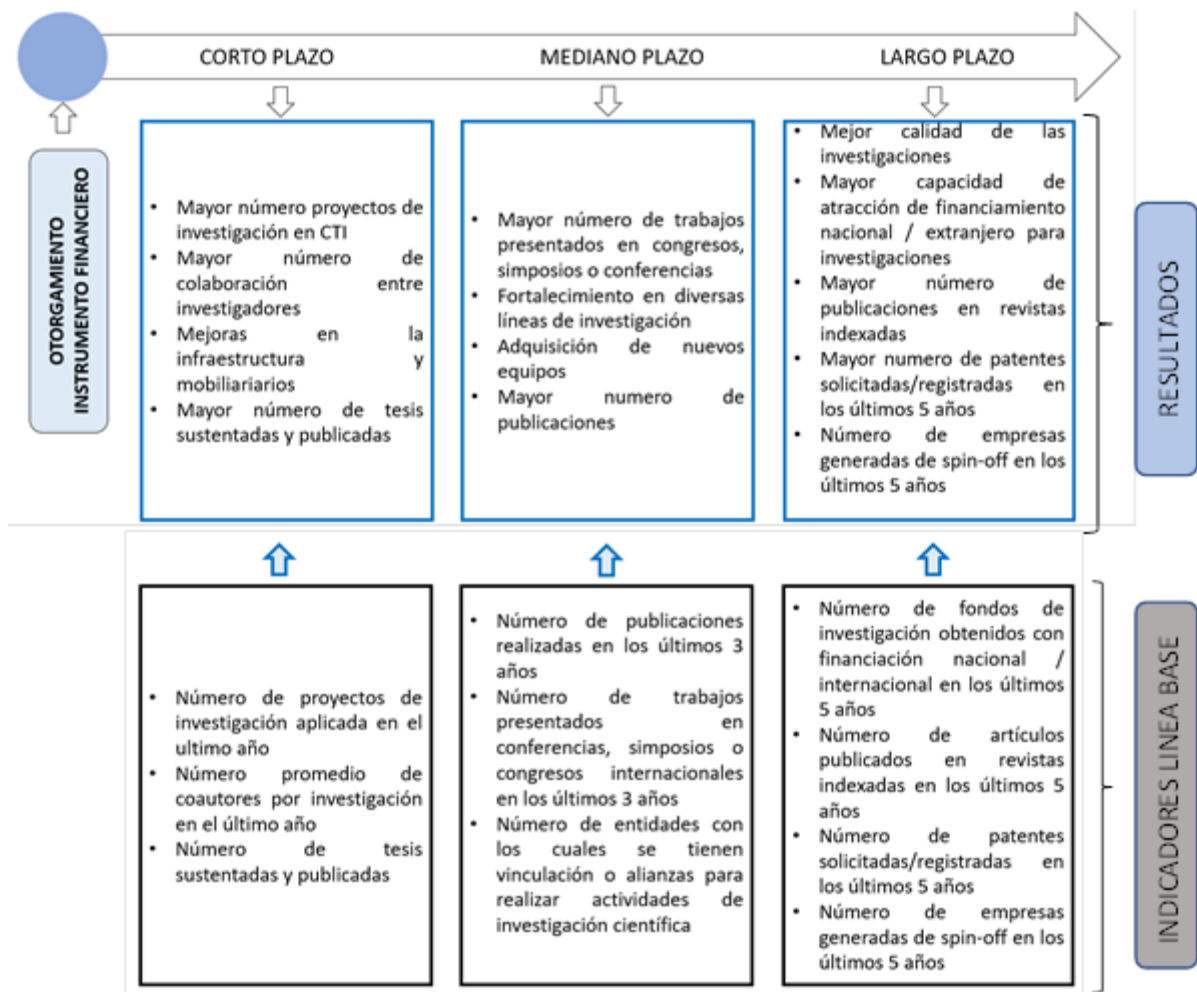 CORTO PLAZO
MEDIANO PLAZO
LARGO PLAZO
OTORGAMIENTO
INSTRUMENTO FINANCIERO
• Mayor número proyectos de
investigación en CTI
• Mayor número de
colaboración entre
investigadores
• Mejoras en la
infraestructura y
mobiliariarios
• Mayor número de tesis
sustentadas y publicadas
• Mayor número de trabajos
presentados en congresos,
simposios o conferencias
• Fortalecimiento en diversas
líneas de investigación
• Adquisición de nuevos
equipos
• Mayor numero de
publicaciones
• Mejor calidad de las
investigaciones
• Mayor capacidad de
atracción de financiamiento
nacional / extranjero para
investigaciones
• Mayor número de
publicaciones en revistas
indexadas
• Mayor numero de patentes
solicitadas/registradas en
los últimos 5 años
• Número de empresas
generadas de spin-off en los
últimos 5 años
RESULTADOS
• Número de proyectos de
investigación aplicada en el
ultimo año
• Número promedio de
coautores por investigación
en el último año
• Número de tesis
sustentadas y publicadas
• Número de publicaciones
realizadas en los últimos 3
años
• Número de trabajos
presentados en
conferencias, simposios o
congresos internacionales
en los últimos 3 años
• Número de entidades con
los cuales se tienen
vinculación o alianzas para
realizar actividades de
investigación científica
• Número de fondos de
investigación obtenidos con
financiación nacional /
internacional en los últimos
5 años
• Número de artículos
publicados en revistas
indexadas en los últimos 5
años
• Número de patentes
solicitadas/registradas en
los últimos 5 años
• Número de empresas
generadas de spin-off en los
últimos 5 años
INDICADORES LINEA BASE